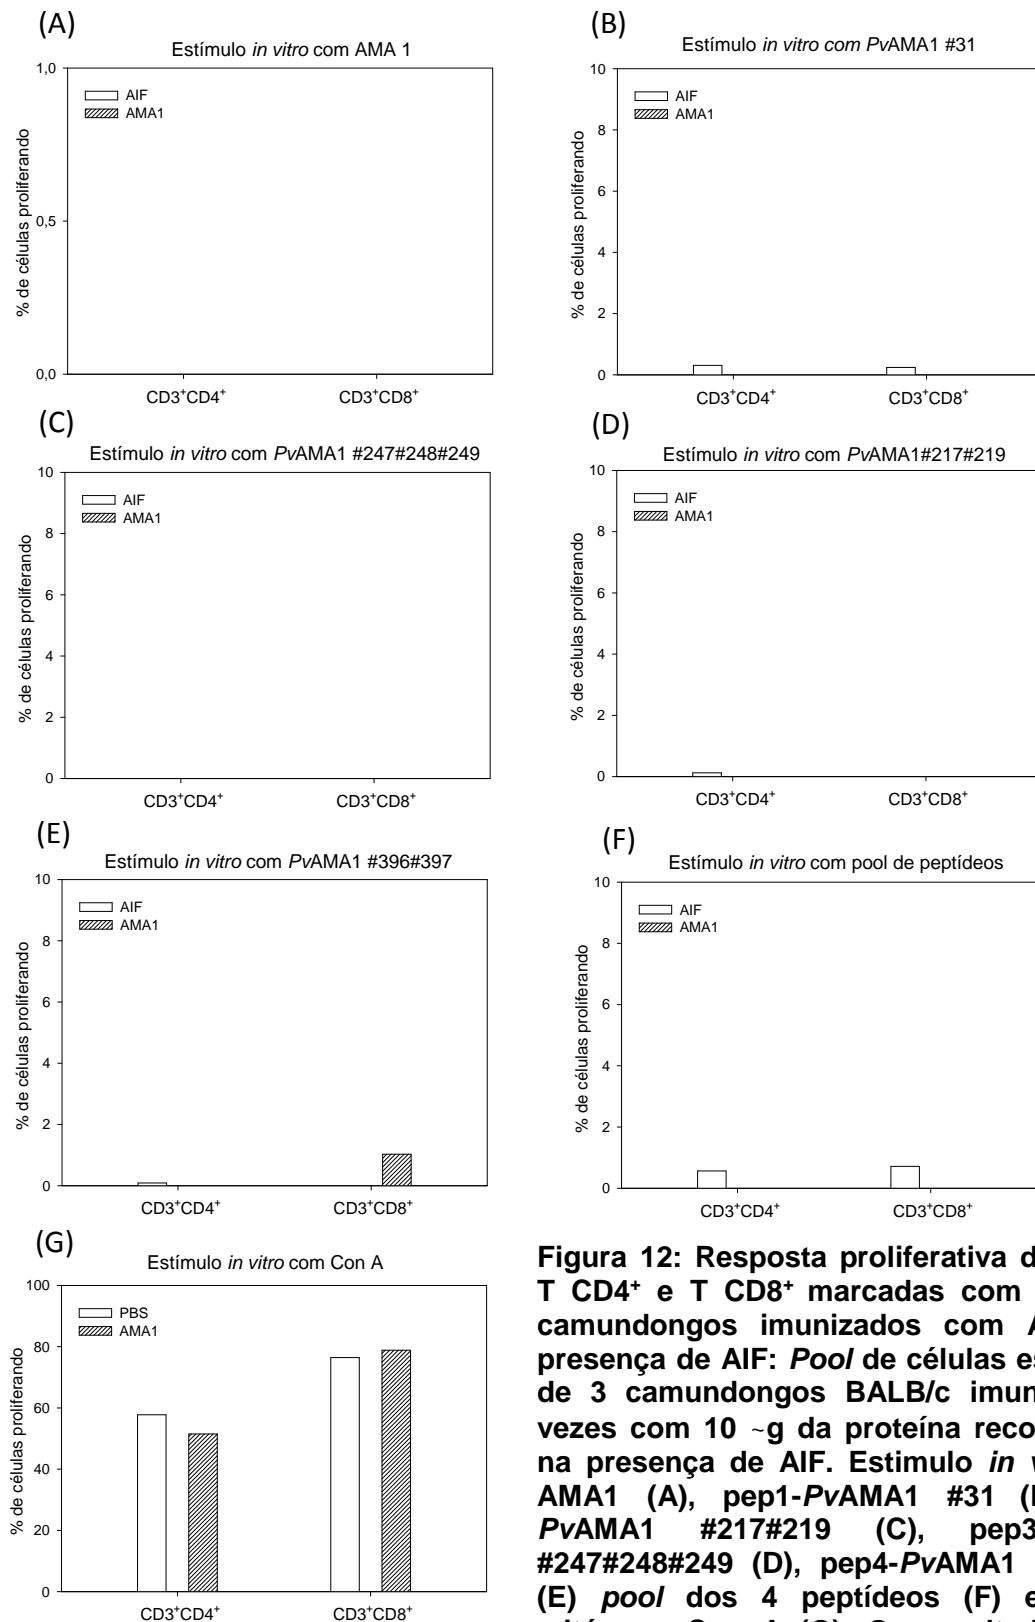 (A)
Estímulo in vitro com AMA 1
1,0
0,5
0,0
% de células proliferando
AIF
AMA1
CD3⁺CD4⁺
CD3⁺CD8⁺
(B)
Estímulo in vitro com PvAMA1 #31
10
8
6
4
2
0
% de células proliferando
AIF
AMA1
CD3⁺CD4⁺
CD3⁺CD8⁺
(C)
Estímulo in vitro com PvAMA1 #247#248#249
10
8
6
4
2
0
% de células proliferando
AIF
AMA1
CD3⁺CD4⁺
CD3⁺CD8⁺
(D)
Estímulo in vitro com PvAMA1#217#219
10
8
6
4
2
0
% de células proliferando
AIF
AMA1
CD3⁺CD4⁺
CD3⁺CD8⁺
(E)
Estímulo in vitro com PvAMA1 #396#397
10
8
6
4
2
0
% de células proliferando
AIF
AMA1
CD3⁺CD4⁺
CD3⁺CD8⁺
(F)
Estímulo in vitro com pool de peptídeos
10
8
6
4
2
0
% de células proliferando
AIF
AMA1
CD3⁺CD4⁺
CD3⁺CD8⁺
(G)
Estímulo in vitro com Con A
100
80
60
40
20
0
% de células proliferando
PBS
AMA1
CD3⁺CD4⁺
CD3⁺CD8⁺
Figura 12: Resposta proliferativa d
T CD4⁺ e T CD8⁺ marcadas com
camundongos imunizados com A
presença de AIF: Pool de células es
de 3 camundongos BALB/c imun
vezes com 10 ~g da proteína reco
na presença de AIF. Estimulo in v
AMA1 (A), pep1-PvAMA1 #31 (
PvAMA1 #217#219 (C), pep3
#247#248#249 (D), pep4-PvAMA1
(E) pool dos 4 peptídeos (F)